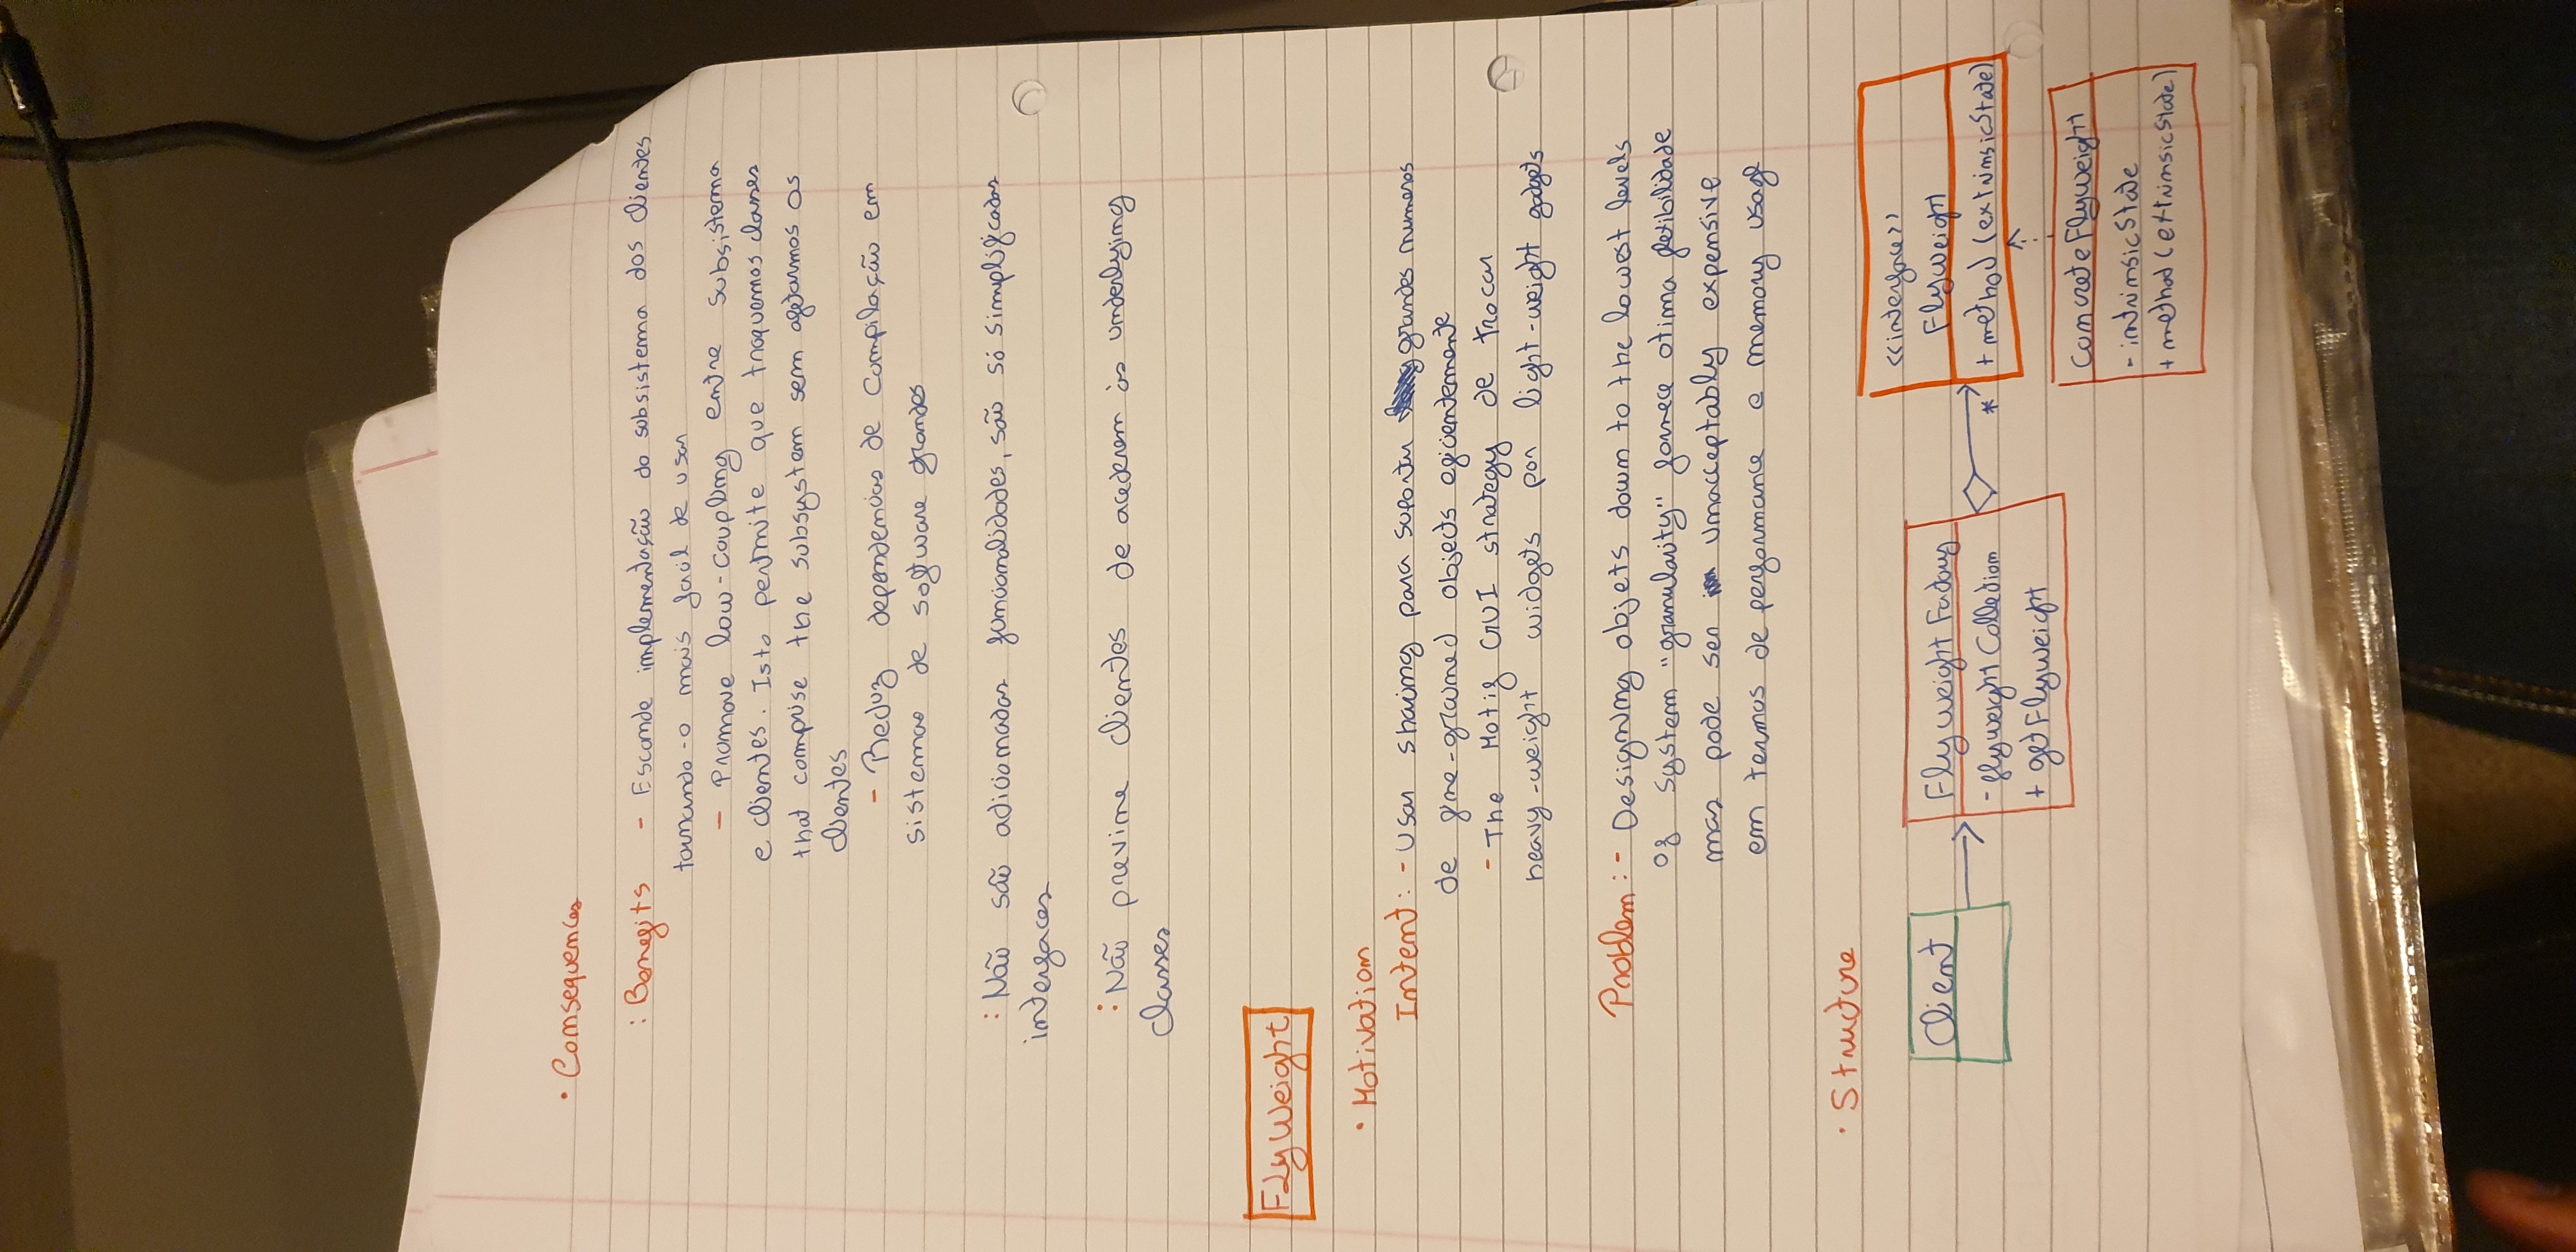 • Consequences
: Benefits - Esconde implementação do subsistema dos clientes
tornando-o mais facil de usar
- Promove low-coupling entre subsistema
e clientes. Isto permite que troquemos classes
that comprise the subsystem sem afetarmos os
clientes
- Reduz dependencias de compilação em
sistemas de software grandes
: Não são adicionadas funcionalidades, são só simplificadas
interfaces
: Não previne clientes de acederem às underlying
classes
FlyWeight
• Motivation
Intent: - Usar sharing para suportar grandes numeros
de fine-grained objects eficientemente
- The Motif GUI strategy de trocar
heavy-weight widgets por light-weight gadgets
Problem: - Designing objets down to the lowest levels
of system "granularity" fornece otima flexibilidade
mas pode ser unacceptably expensive
em termos de performance e memory usage
• Structure
<<interface>>
Client
FlyweightFactory
Flyweight
- flyweightCollection
+ method(extrinsicState)
*
+ getFlyweight
ConcreteFlyweight
- intrinsicState
+ method(extrinsicState)